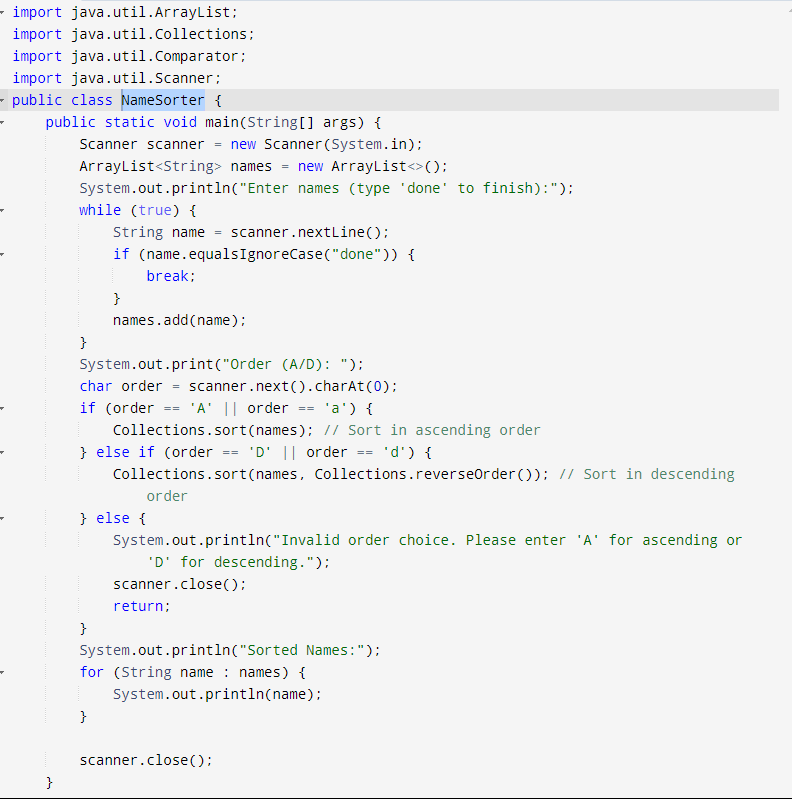 import java.util.ArrayList;
import java.util.Collections;
import java.util.Comparator;
import java.util.Scanner;
public class NameSorter {
    public static void main(String[] args) {
        Scanner scanner = new Scanner(System.in);
        ArrayList<String> names = new ArrayList<>();
        System.out.println("Enter names (type 'done' to finish):");
        while (true) {
            String name = scanner.nextLine();
            if (name.equalsIgnoreCase("done")) {
                break;
            }
            names.add(name);
        }
        System.out.print("Order (A/D): ");
        char order = scanner.next().charAt(0);
        if (order == 'A' || order == 'a') {
            Collections.sort(names); // Sort in ascending order
        } else if (order == 'D' || order == 'd') {
            Collections.sort(names, Collections.reverseOrder()); // Sort in descending
                order
        } else {
            System.out.println("Invalid order choice. Please enter 'A' for ascending or
                'D' for descending.");
            scanner.close();
            return;
        }
        System.out.println("Sorted Names:");
        for (String name : names) {
            System.out.println(name);
        }

        scanner.close();
    }